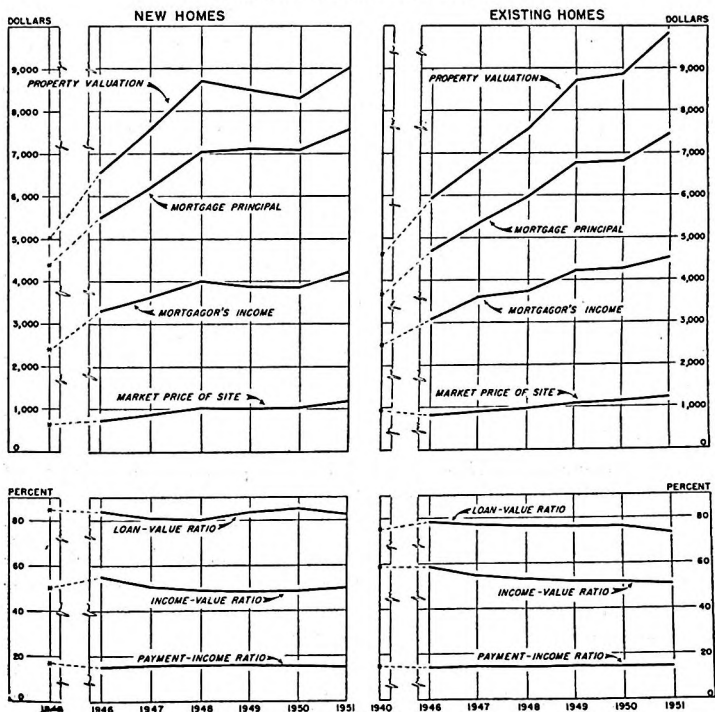 NEW HOMES
DOLLARS
9,000
8,000
7,000
6,000
5,000
4,000
3,000
2,000
1,000
0
PROPERTY VALUATION
MORTGAGE PRINCIPAL
MORTGAGOR'S INCOME
MARKET PRICE OF SITE
EXISTING HOMES
DOLLARS
9,000
8,000
7,000
6,000
5,000
4,000
3,000
2,000
1,000
0
PROPERTY VALUATION
MORTGAGE PRINCIPAL
MORTGAGOR'S INCOME
MARKET PRICE OF SITE
PERCENT
80
60
40
20
0
LOAN-VALUE RATIO
INCOME-VALUE RATIO
PAYMENT-INCOME RATIO
1946 1947 1948 1949 1950 1951
PERCENT
80
60
40
20
0
LOAN-VALUE RATIO
INCOME-VALUE RATIO
PAYMENT-INCOME RATIO
1940 1946 1947 1948 1949 1950 1951